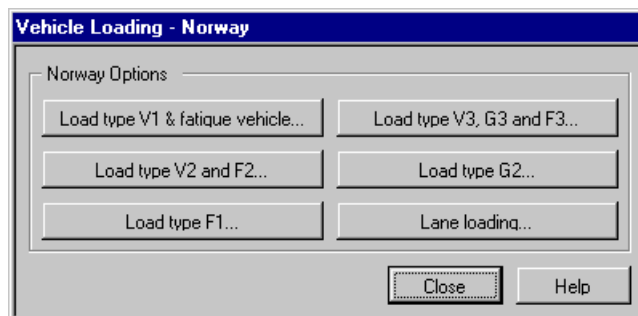 Vehicle Loading - Norway
Norway Options
Load type V1 & fatique vehicle...
Load type V3, G3 and F3...
Load type V2 and F2...
Load type G2...
Load type F1...
Lane loading...
Close
Help